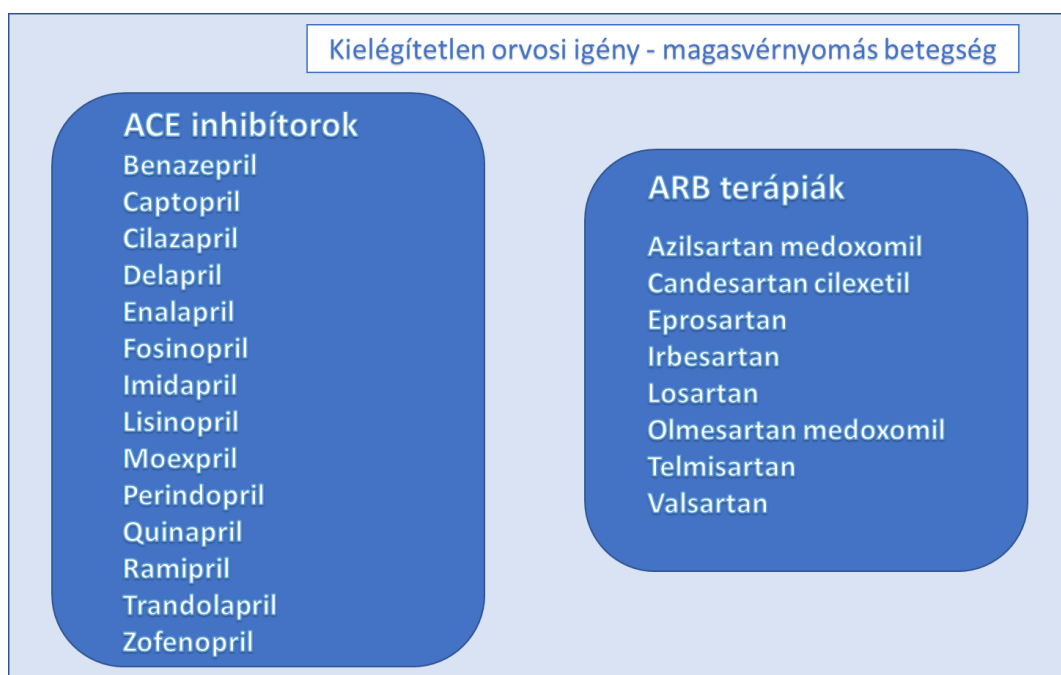 Kielégítetlen orvosi igény - magasvérnyomás betegség
ACE inhibítorok
Benazepril
Captopril
Cilazapril
Delapril
Enalapril
Fosinopril
Imidapril
Lisinopril
Moexpril
Perindopril
Quinapril
Ramipril
Trandolapril
Zofenopril
ARB terápiák
Azilsartan medoxomil
Candesartan cilexetil
Eprosartan
Irbesartan
Losartan
Olmesartan medoxomil
Telmisartan
Valsartan